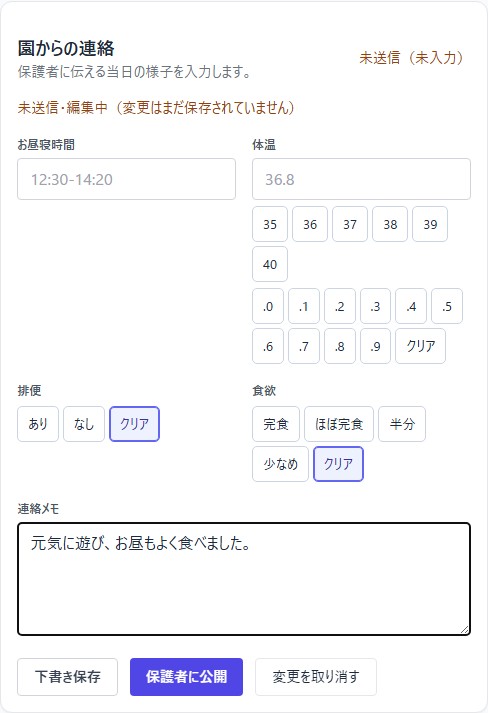 園からの連絡
保護者に伝える当日の様子を入力します。
未送信（未入力）
未送信・編集中（変更はまだ保存されていません）
お昼寝時間
12:30-14:20
体温
36.8
35 36 37 38 39
40
.0 .1 .2 .3 .4 .5
.6 .7 .8 .9 クリア
排便
あり なし クリア
食欲
完食 ほぼ完食 半分
少なめ クリア
連絡メモ
元気に遊び、お昼もよく食べました。
下書き保存 保護者に公開 変更を取り消す